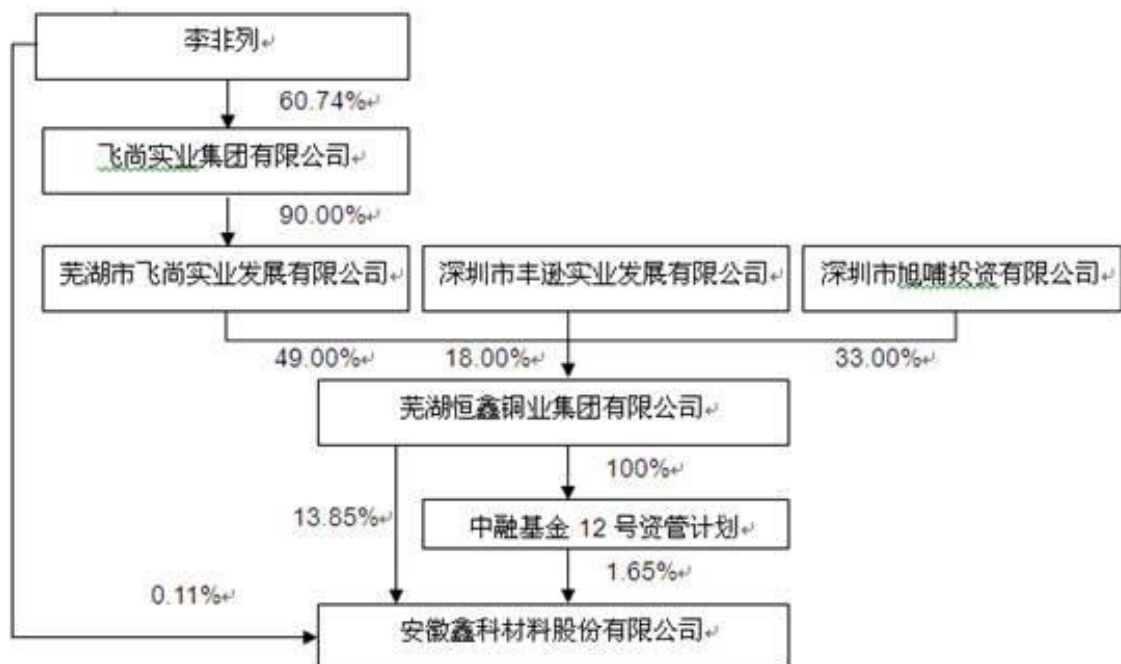 李非列
60.74%
飞尚实业集团有限公司
90.00%
芜湖市飞尚实业发展有限公司 深圳市丰逊实业发展有限公司 深圳市旭哺投资有限公司
49.00% 18.00% 33.00%
芜湖恒鑫铜业集团有限公司
100%
13.85%
中融基金 12 号资管计划
1.65%
0.11%
安徽鑫科材料股份有限公司